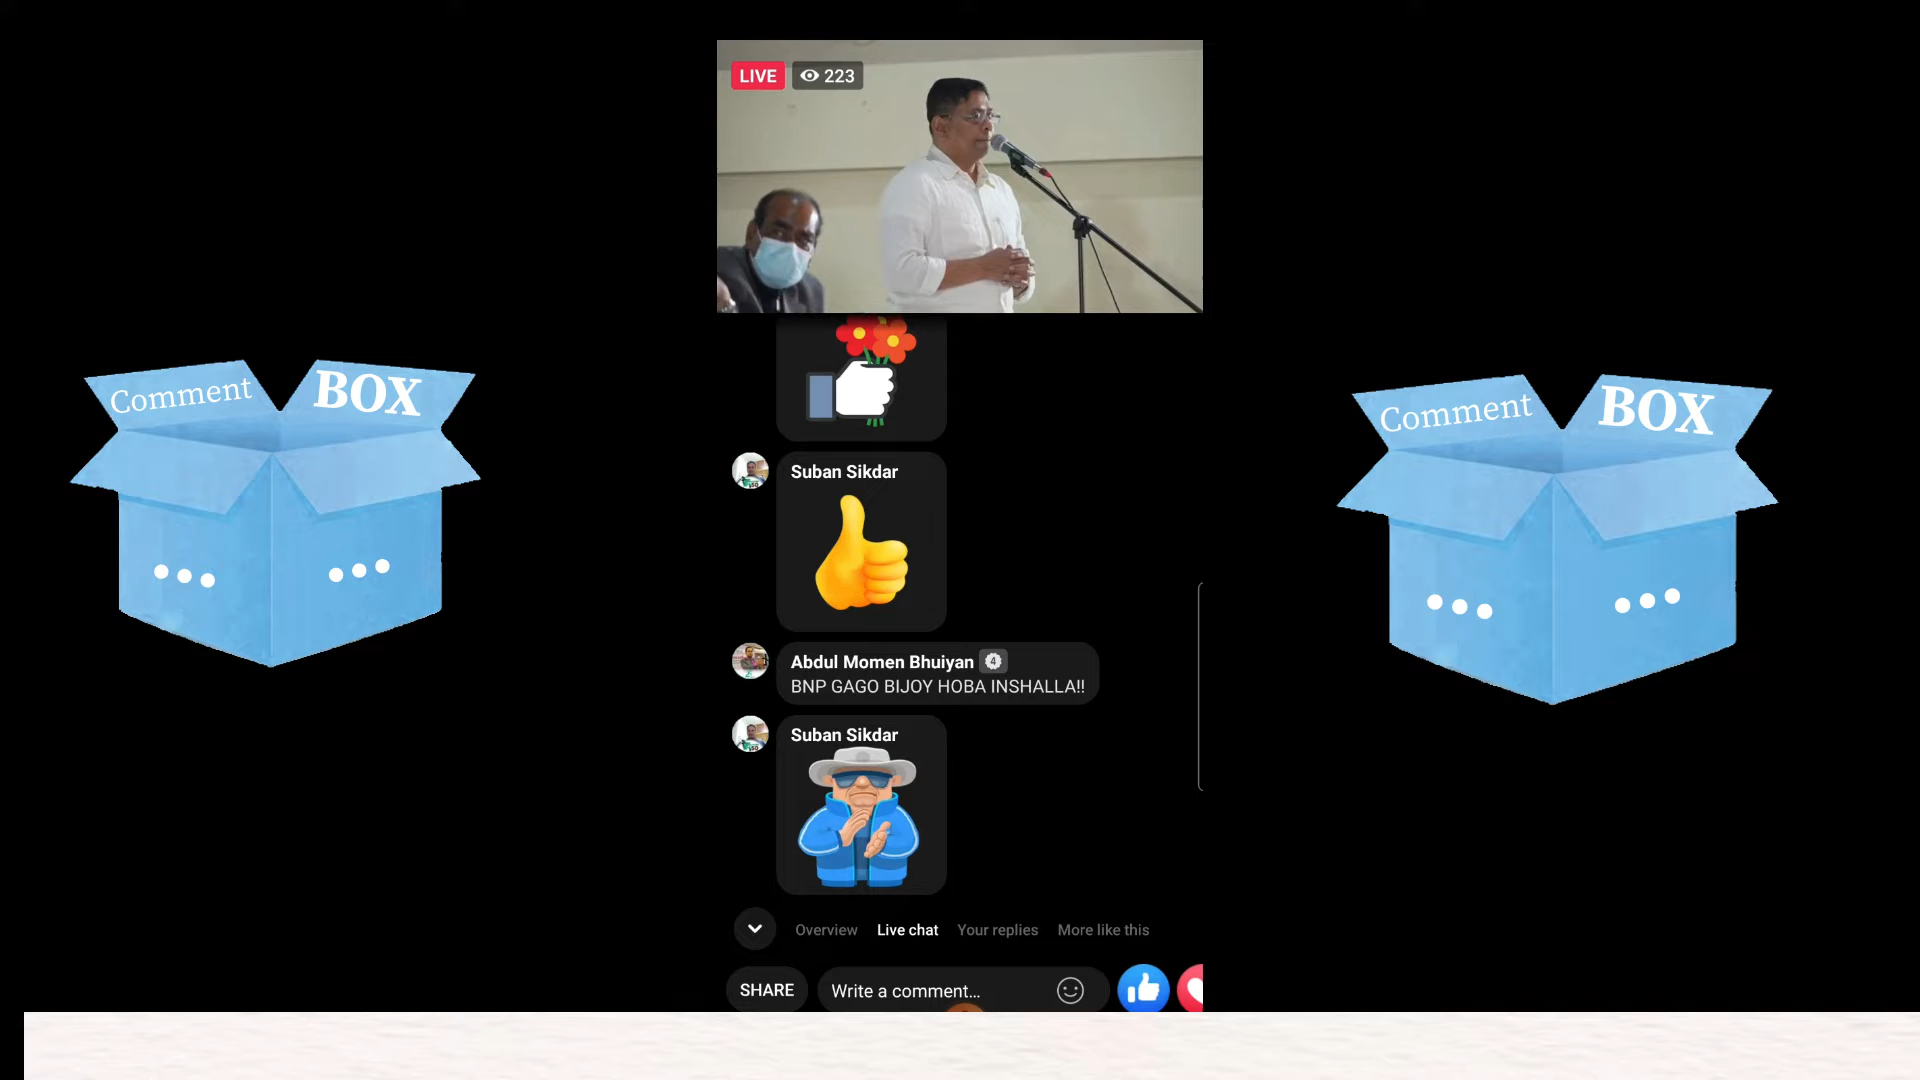 LIVE 223
Comment BOX
Comment BOX
Suban Sikdar
Abdul Momen Bhuiyan 4
BNP GAGO BIJOY HOBA INSHALLA!!
Suban Sikdar
Overview Live chat Your replies More like this
SHARE Write a comment...